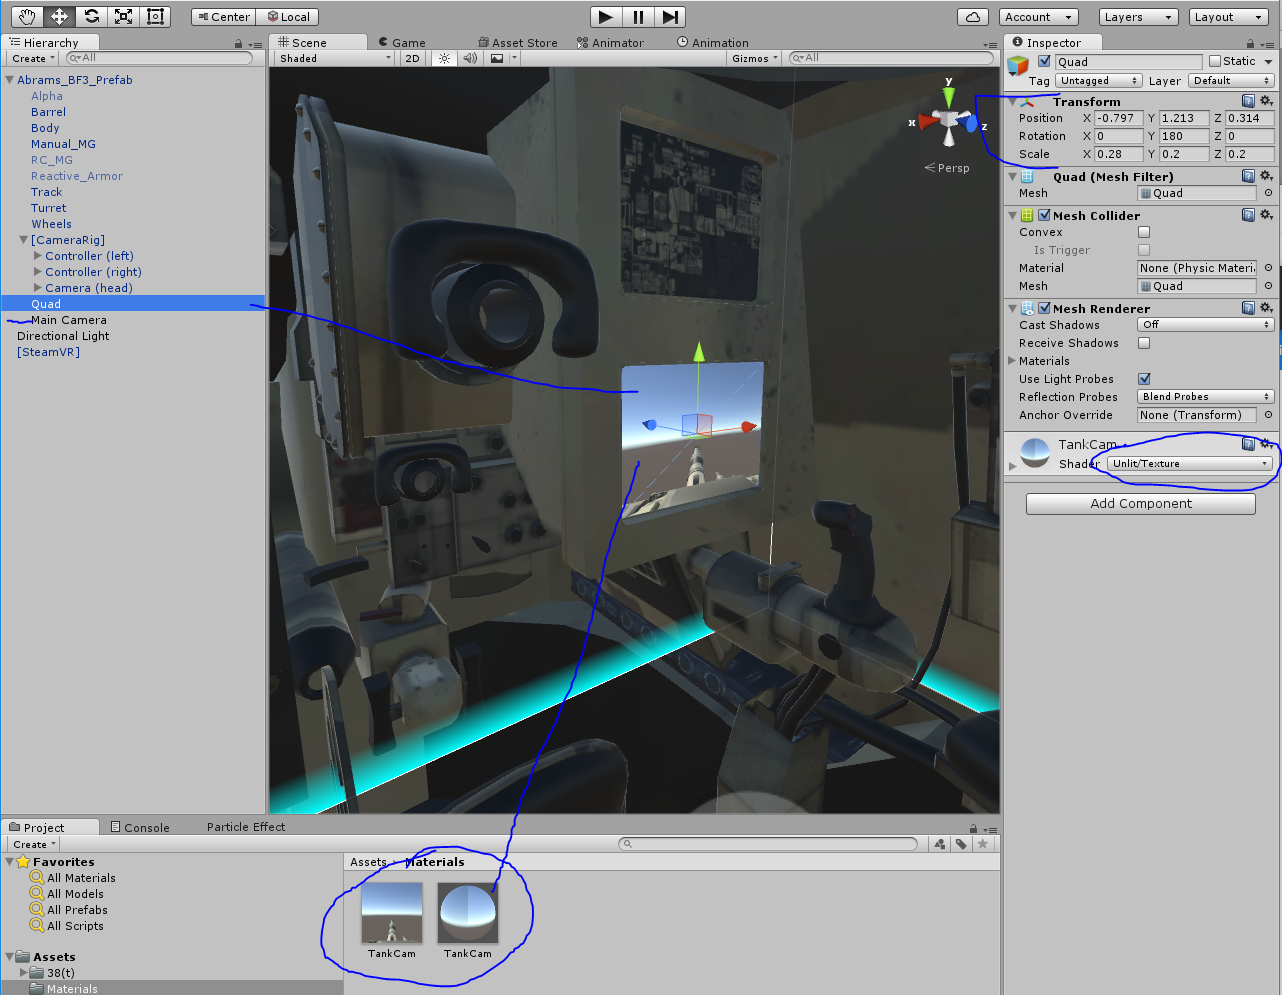 Center Local
Account Layers Layout
Hierarchy
Create All
Abrams_BF3_Prefab
Alpha
Barrel
Body
Manual_MG
RC_MG
Reactive_Armor
Track
Turret
Wheels
[CameraRig]
Controller (left)
Controller (right)
Camera (head)
Quad
Main Camera
Directional Light
[SteamVR]
Scene Game Asset Store Animator Animation
Shaded 2D Gizmos All
y
x z
Persp
Inspector
Quad Static
Tag Untagged Layer Default
Transform
Position X -0.797 Y 1.213 Z 0.314
Rotation X 0 Y 180 Z 0
Scale X 0.28 Y 0.2 Z 0.2
Quad (Mesh Filter)
Mesh Quad
Mesh Collider
Convex
Is Trigger
Material None (Physic Materi
Mesh Quad
Mesh Renderer
Cast Shadows Off
Receive Shadows
Materials
Use Light Probes
Reflection Probes Blend Probes
Anchor Override None (Transform)
TankCam
Shader Unlit/Texture
Add Component
Project Console Particle Effect
Create
Favorites
All Materials
All Models
All Prefabs
All Scripts
Assets
38(t)
Materials
Assets Materials
TankCam TankCam